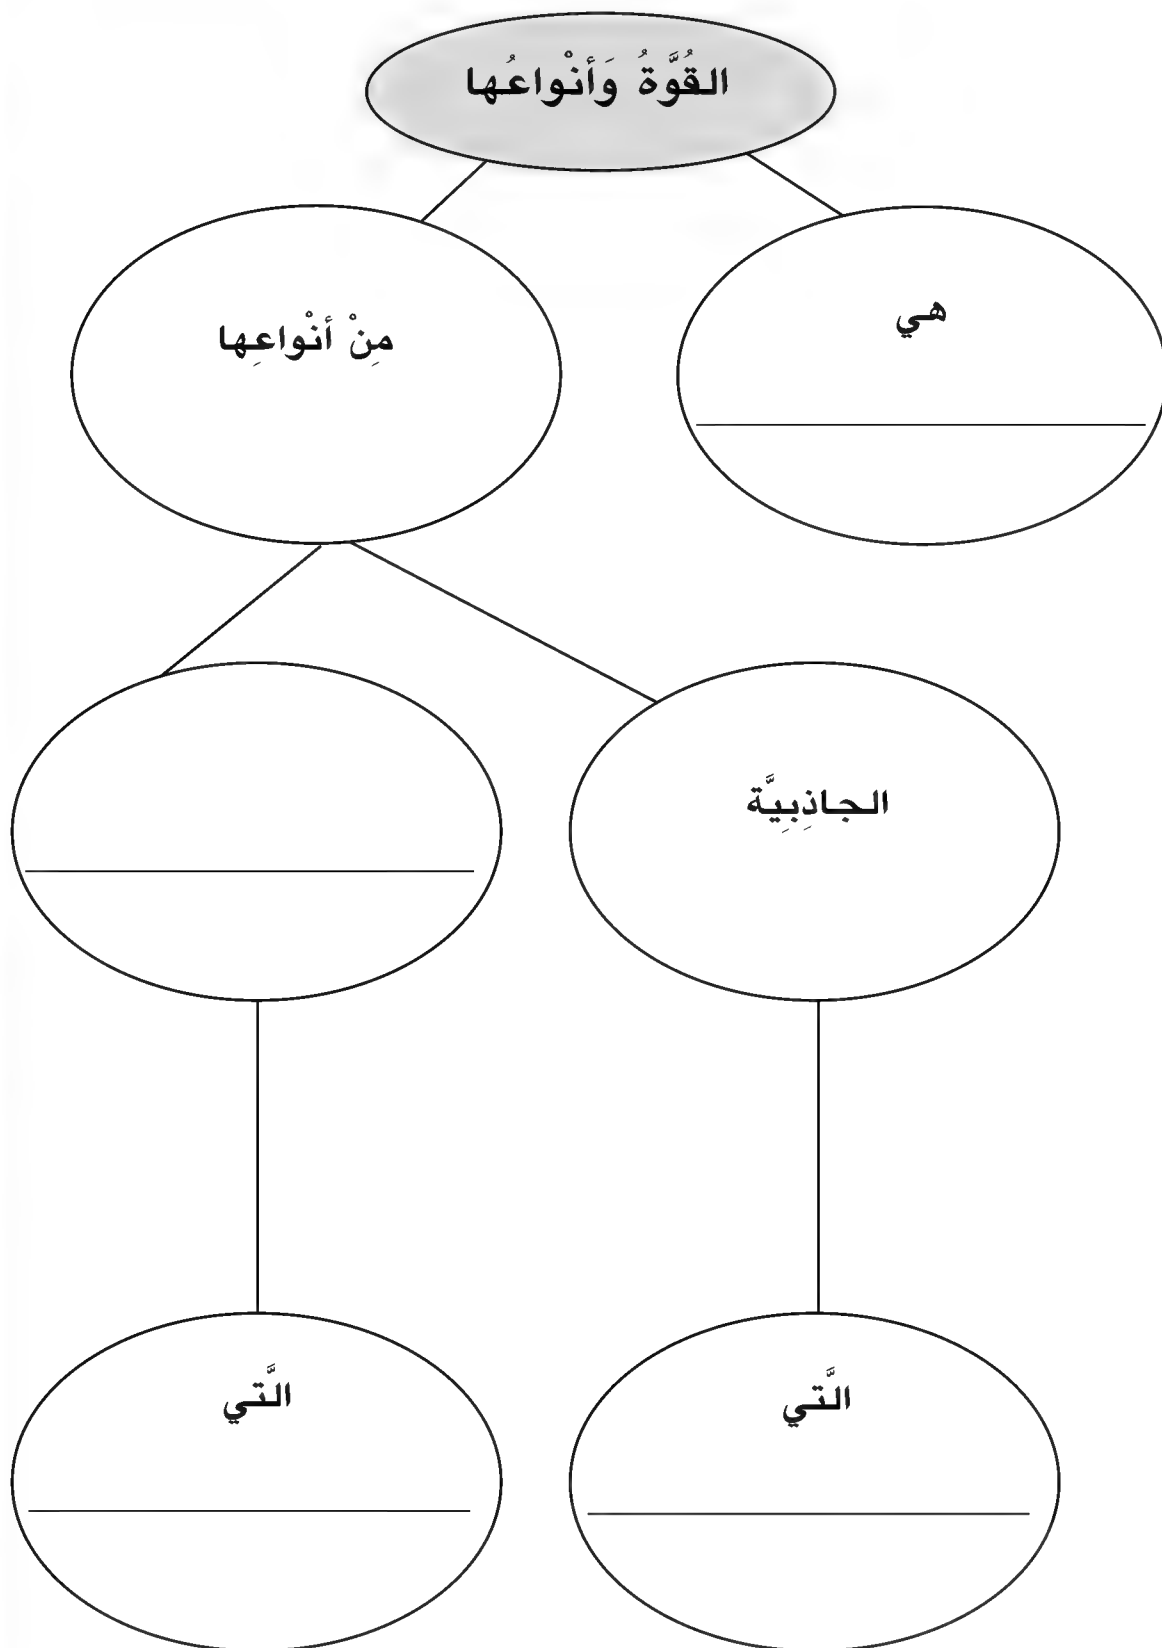 القُوَّةُ وَأنْواعُها
هي
مِنْ أنْواعِها
الجاذِبِيَّة
الَّتي
الَّتي